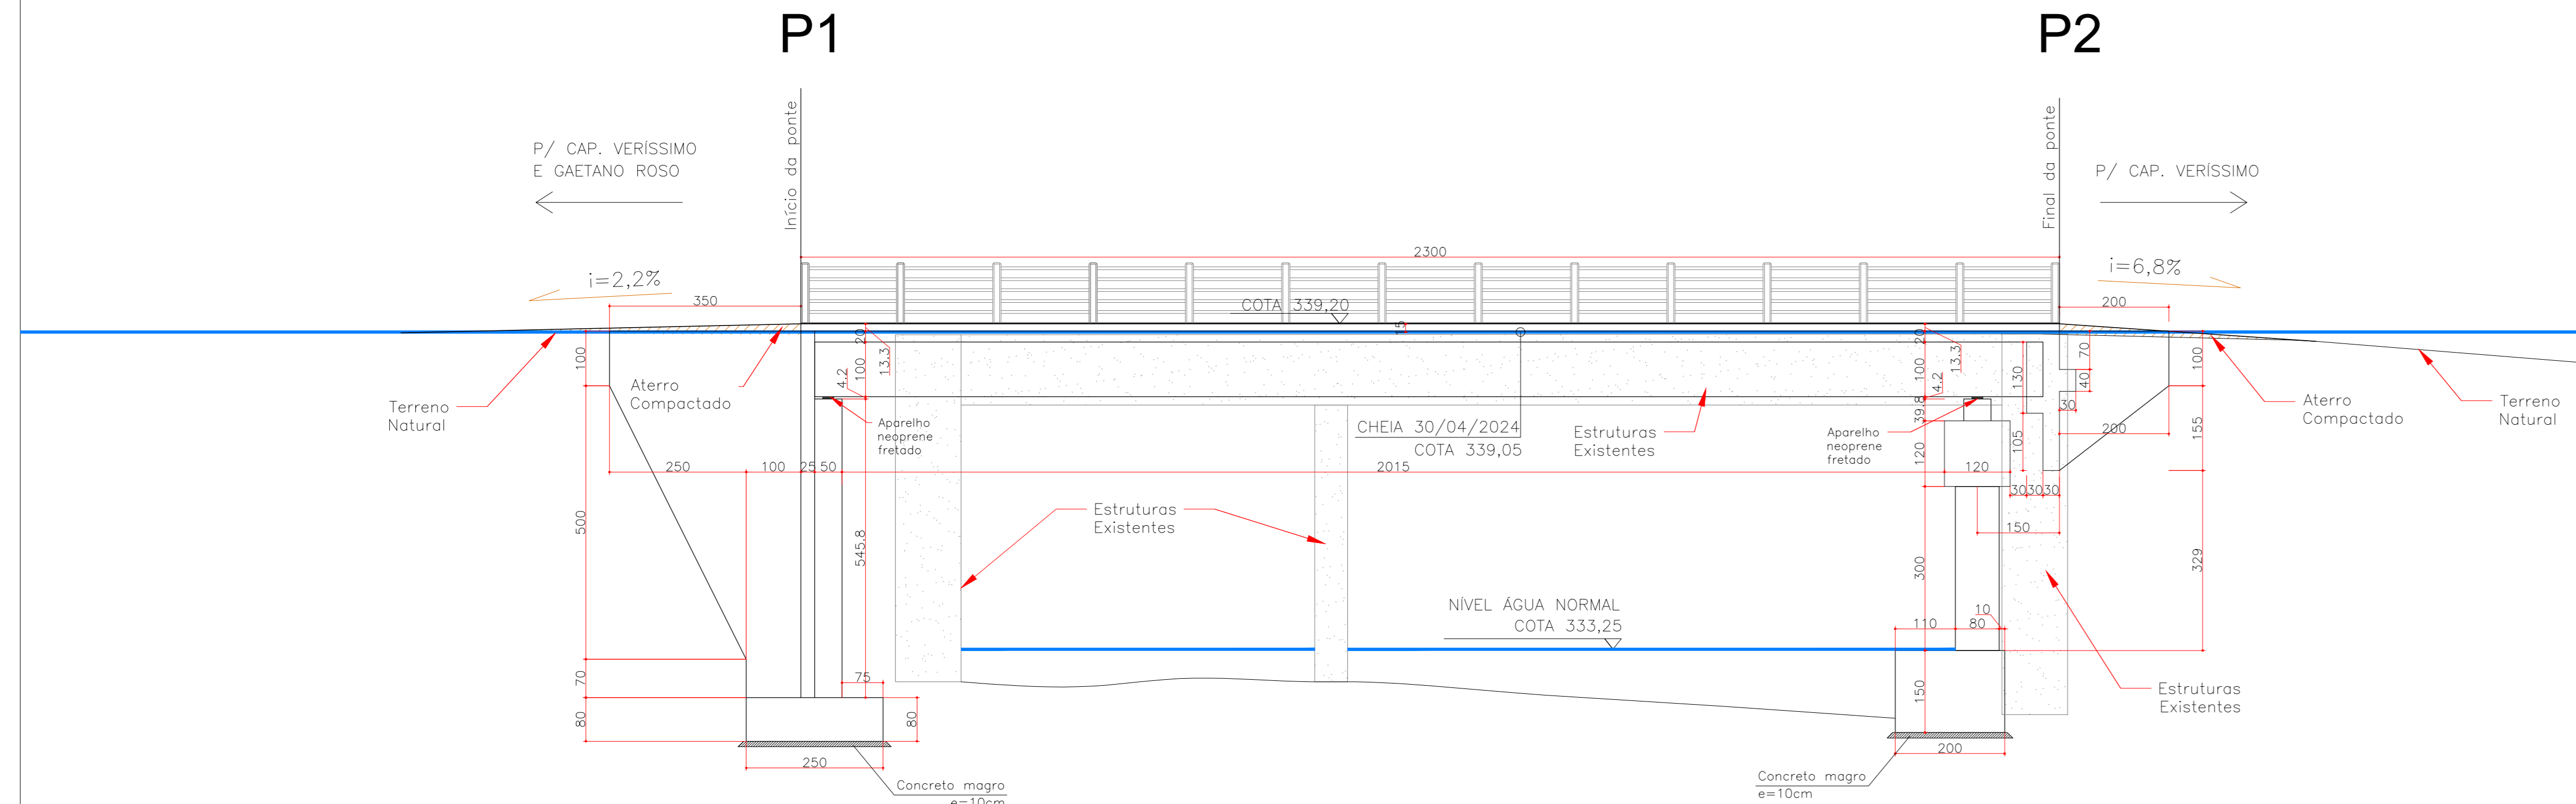 P1
P2
Início da ponte
Final da ponte
P/ CAP. VERÍSSIMO
E GAETANO ROSO
P/ CAP. VERÍSSIMO
2300
i=2,2%
i=6,8%
350
COTA 339,20
200
15
20
13.3
100
4.2
100
20
13.3
100
4.2
39.8
130
70
40
30
100
Aterro
Compactado
Terreno
Natural
Aparelho
neoprene
fretado
CHEIA 30/04/2024
COTA 339,05
Estruturas
Existentes
Aparelho
neoprene
fretado
120
105
200
155
Aterro
Compactado
Terreno
Natural
250
100
25
50
2015
120
30
30
30
150
500
545.8
Estruturas
Existentes
300
329
NÍVEL ÁGUA NORMAL
COTA 333,25
10
110
80
70
75
80
80
150
Estruturas
Existentes
250
200
Concreto magro
e=10cm
Concreto magro
e=10cm